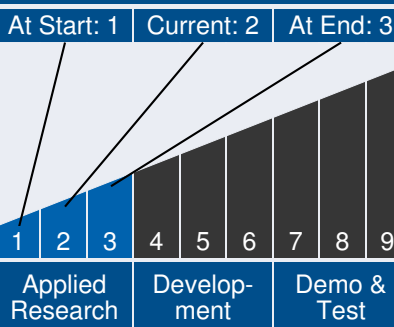 At Start: 1 Current: 2 At End: 3
1 2 3 4 5 6 7 8 9
Applied Develop- Demo &
Research ment Test